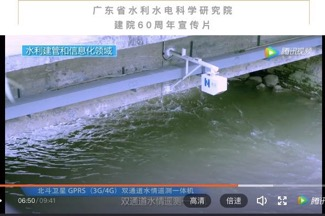 广东省水利水电科学研究院
建院60周年宣传片
水利建管和信息化领域
腾讯视频
北斗卫星 GPRS（3G/4G）双通道水情遥测一体机
双通道水情遥测
06:50/09:41
高清
倍速
腾讯